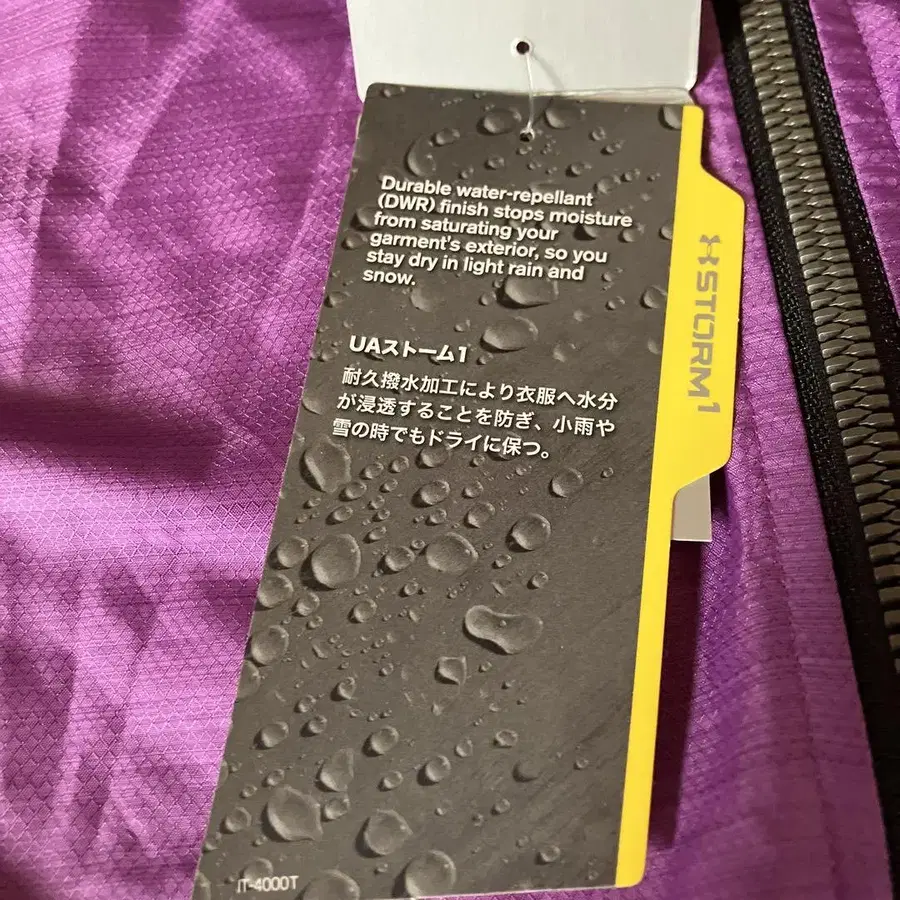 Durable water-repellant
(DWR) finish stops moisture
from saturating your
garment's exterior, so you
stay dry in light rain and
snow.
UAストーム1
耐久撥水加工により衣服へ水分
が浸透することを防ぎ、小雨や
雪の時でもドライに保つ。
STORM1
IT-4000T